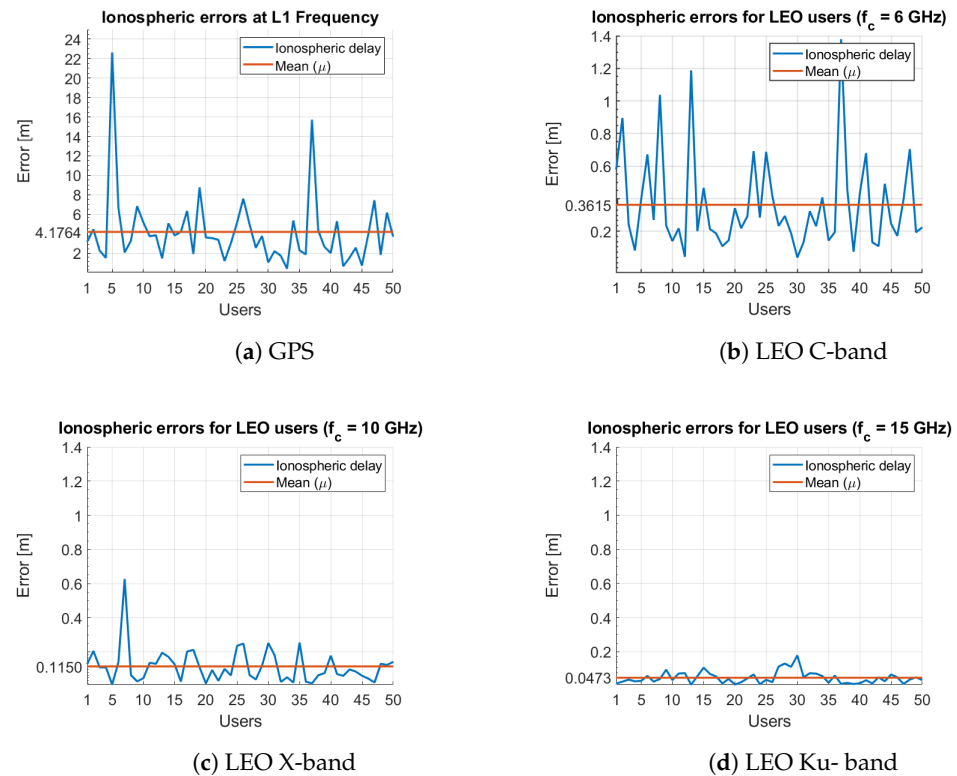 Ionospheric errors at L1 Frequency
24
22
20
18
16
14
12
10
8
6
4.1764
2
Error [m]
Ionospheric delay
Mean (μ)
1 5 10 15 20 25 30 35 40 45 50
Users
(a) GPS
Ionospheric errors for LEO users (f_c = 6 GHz)
1.4
1.2
1
0.8
0.6
0.3615
0.2
Error [m]
Ionospheric delay
Mean (μ)
1 5 10 15 20 25 30 35 40 45 50
Users
(b) LEO C-band
Ionospheric errors for LEO users (f_c = 10 GHz)
1.4
1.2
1
0.8
0.6
0.4
0.1150
Error [m]
Ionospheric delay
Mean (μ)
1 5 10 15 20 25 30 35 40 45 50
Users
(c) LEO X-band
Ionospheric errors for LEO users (f_c = 15 GHz)
1.4
1.2
1
0.8
0.6
0.4
0.2
0.0473
Error [m]
Ionospheric delay
Mean (μ)
1 5 10 15 20 25 30 35 40 45 50
Users
(d) LEO Ku- band